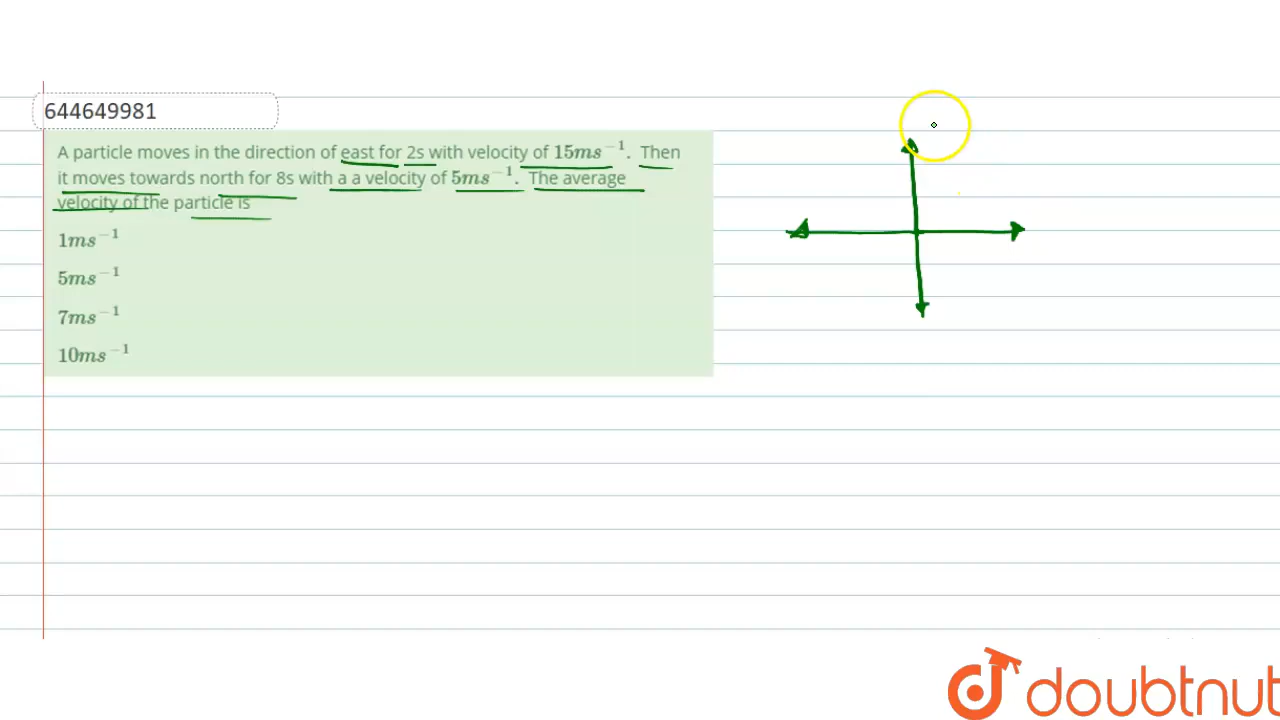 644649981
A particle moves in the direction of east for 2s with velocity of 15ms⁻¹. Then
it moves towards north for 8s with a a velocity of 5ms⁻¹. The average
velocity of the particle is
1ms⁻¹
5ms⁻¹
7ms⁻¹
10ms⁻¹
doubtnut